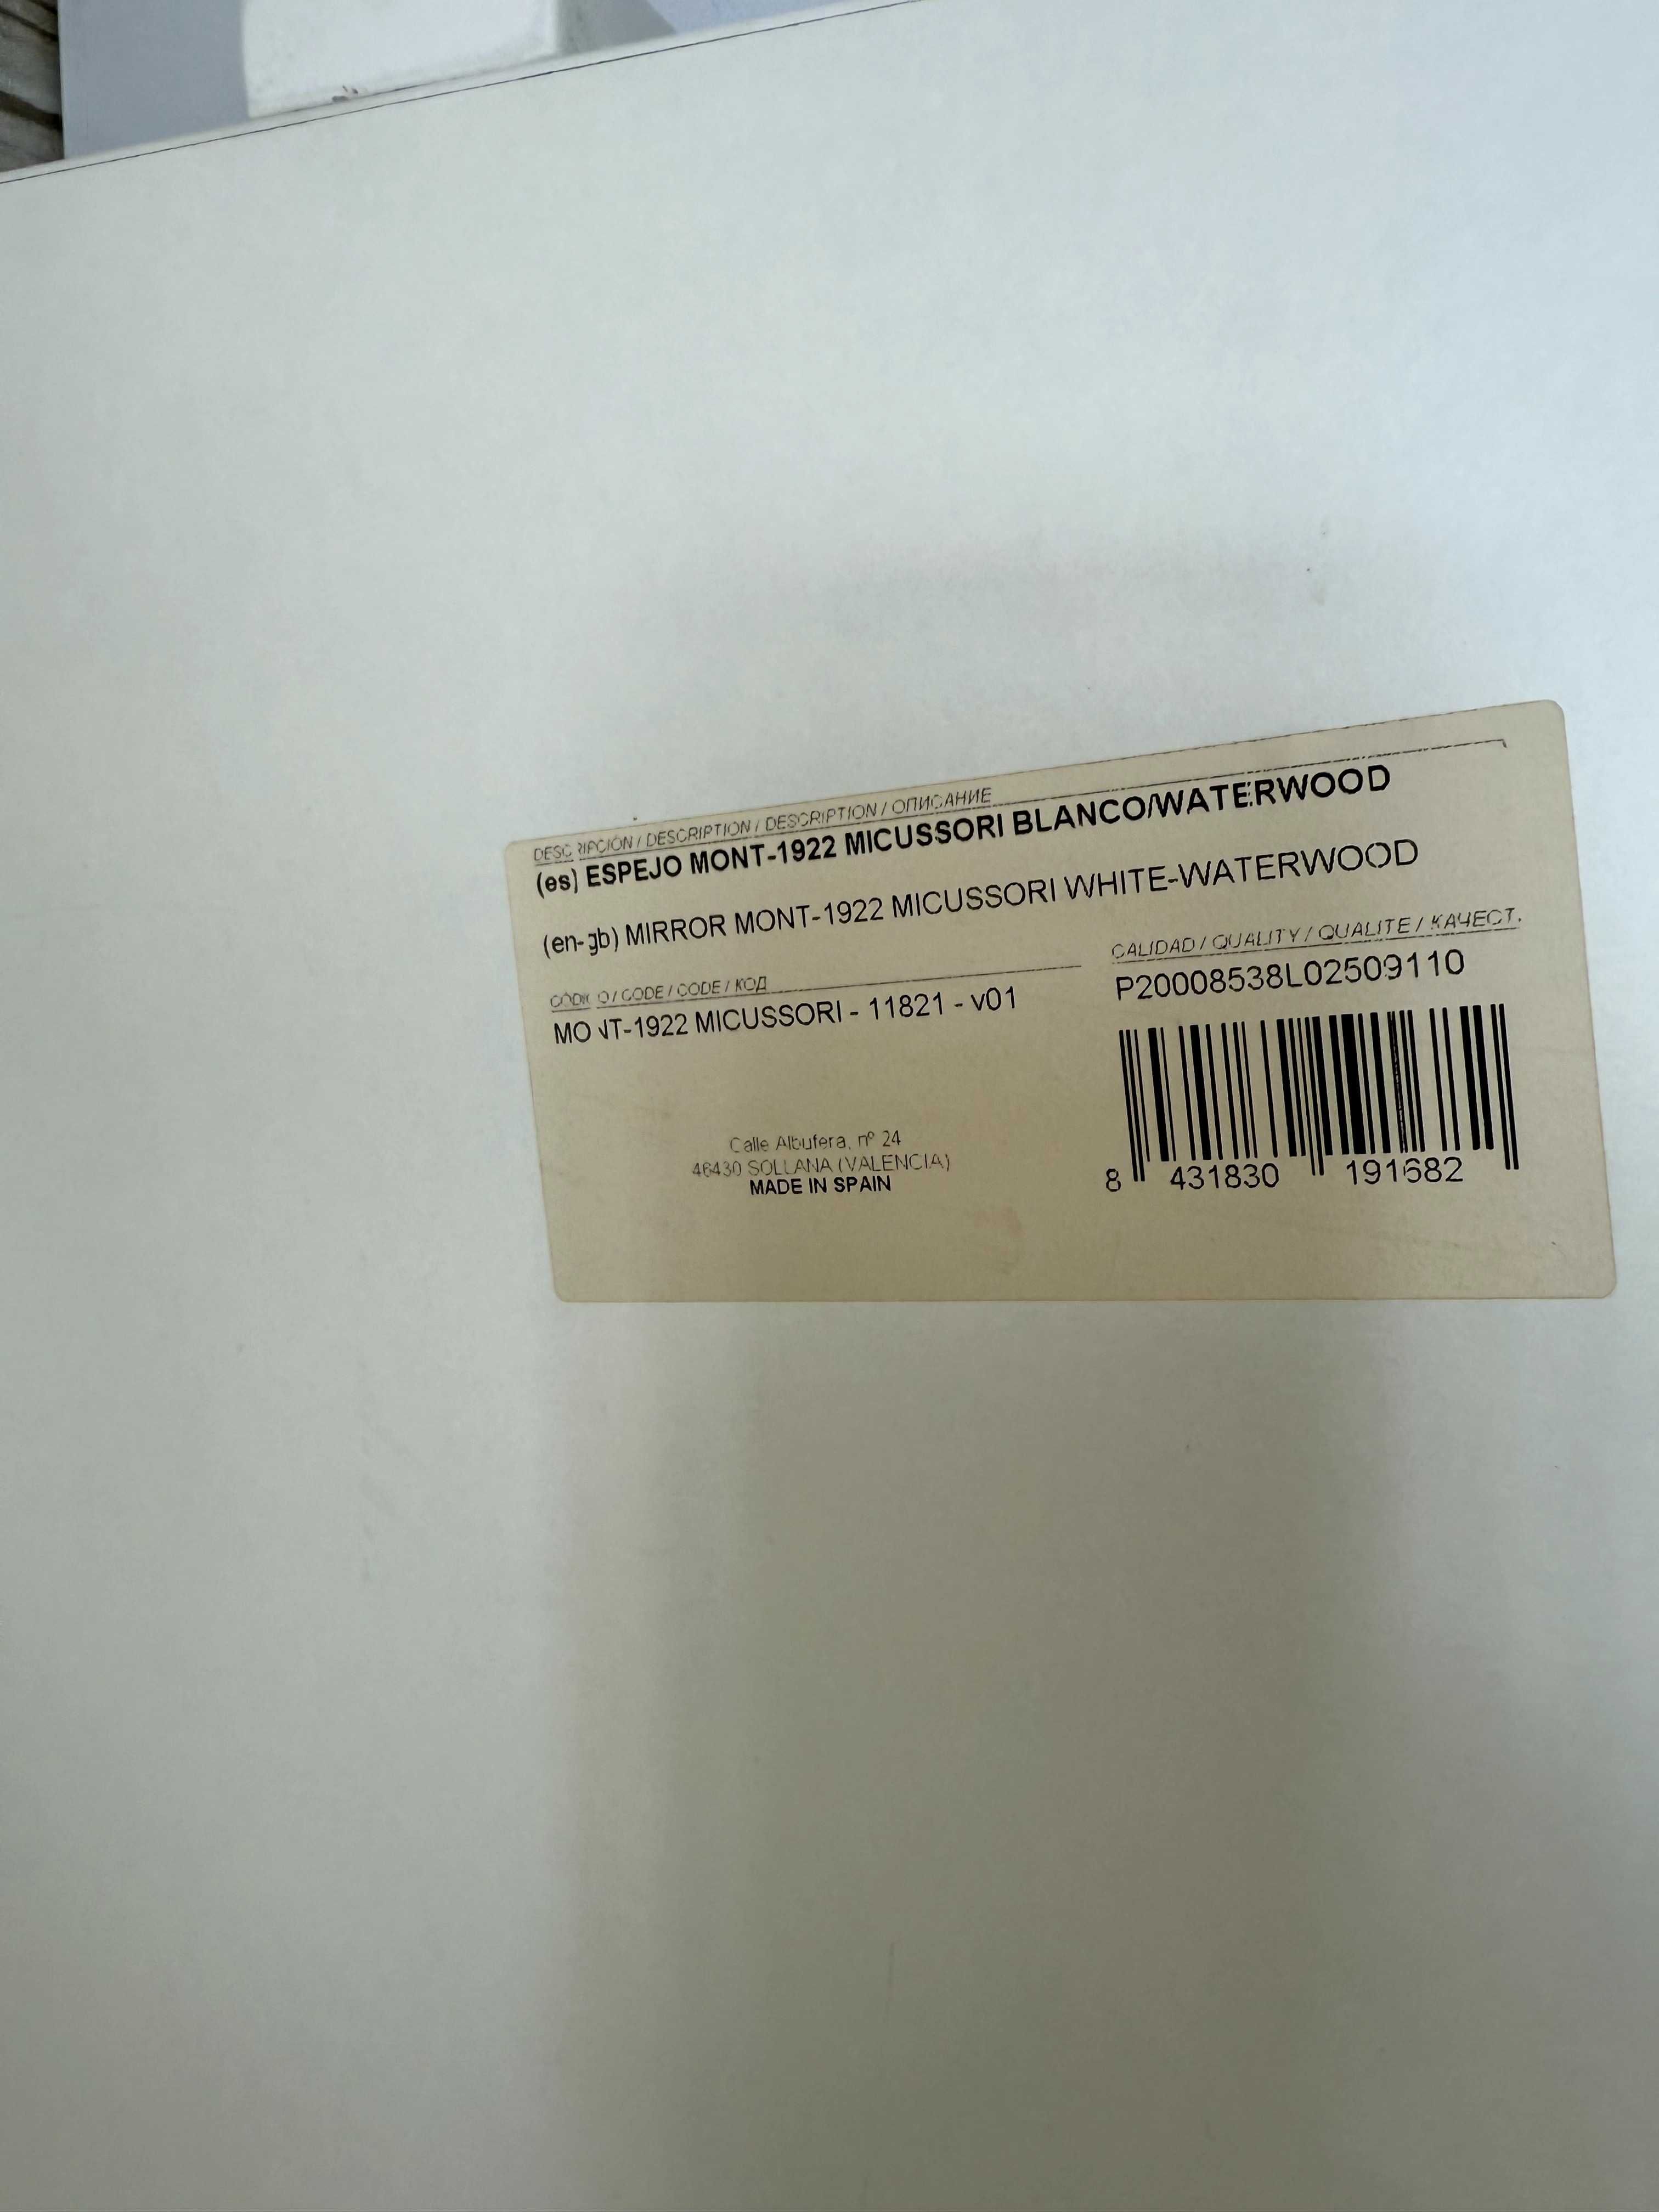 DESCRIPCIÓN / DESCRIPTION / DESCRIPTION / ОПИСАНИЕ
(es) ESPEJO MONT-1922 MICUSSORI BLANCO/WATERWOOD
(en-gb) MIRROR MONT-1922 MICUSSORI WHITE-WATERWOOD
CÓDIGO / CODE / CODE / КОД
MONT-1922 MICUSSORI - 11821 - v01
CALIDAD / QUALITY / QUALITE / КАЧЕСТ.
P20008538L02509110
Calle Albufera, nº 24
46430 SOLLANA (VALENCIA)
MADE IN SPAIN
8 431830 191682